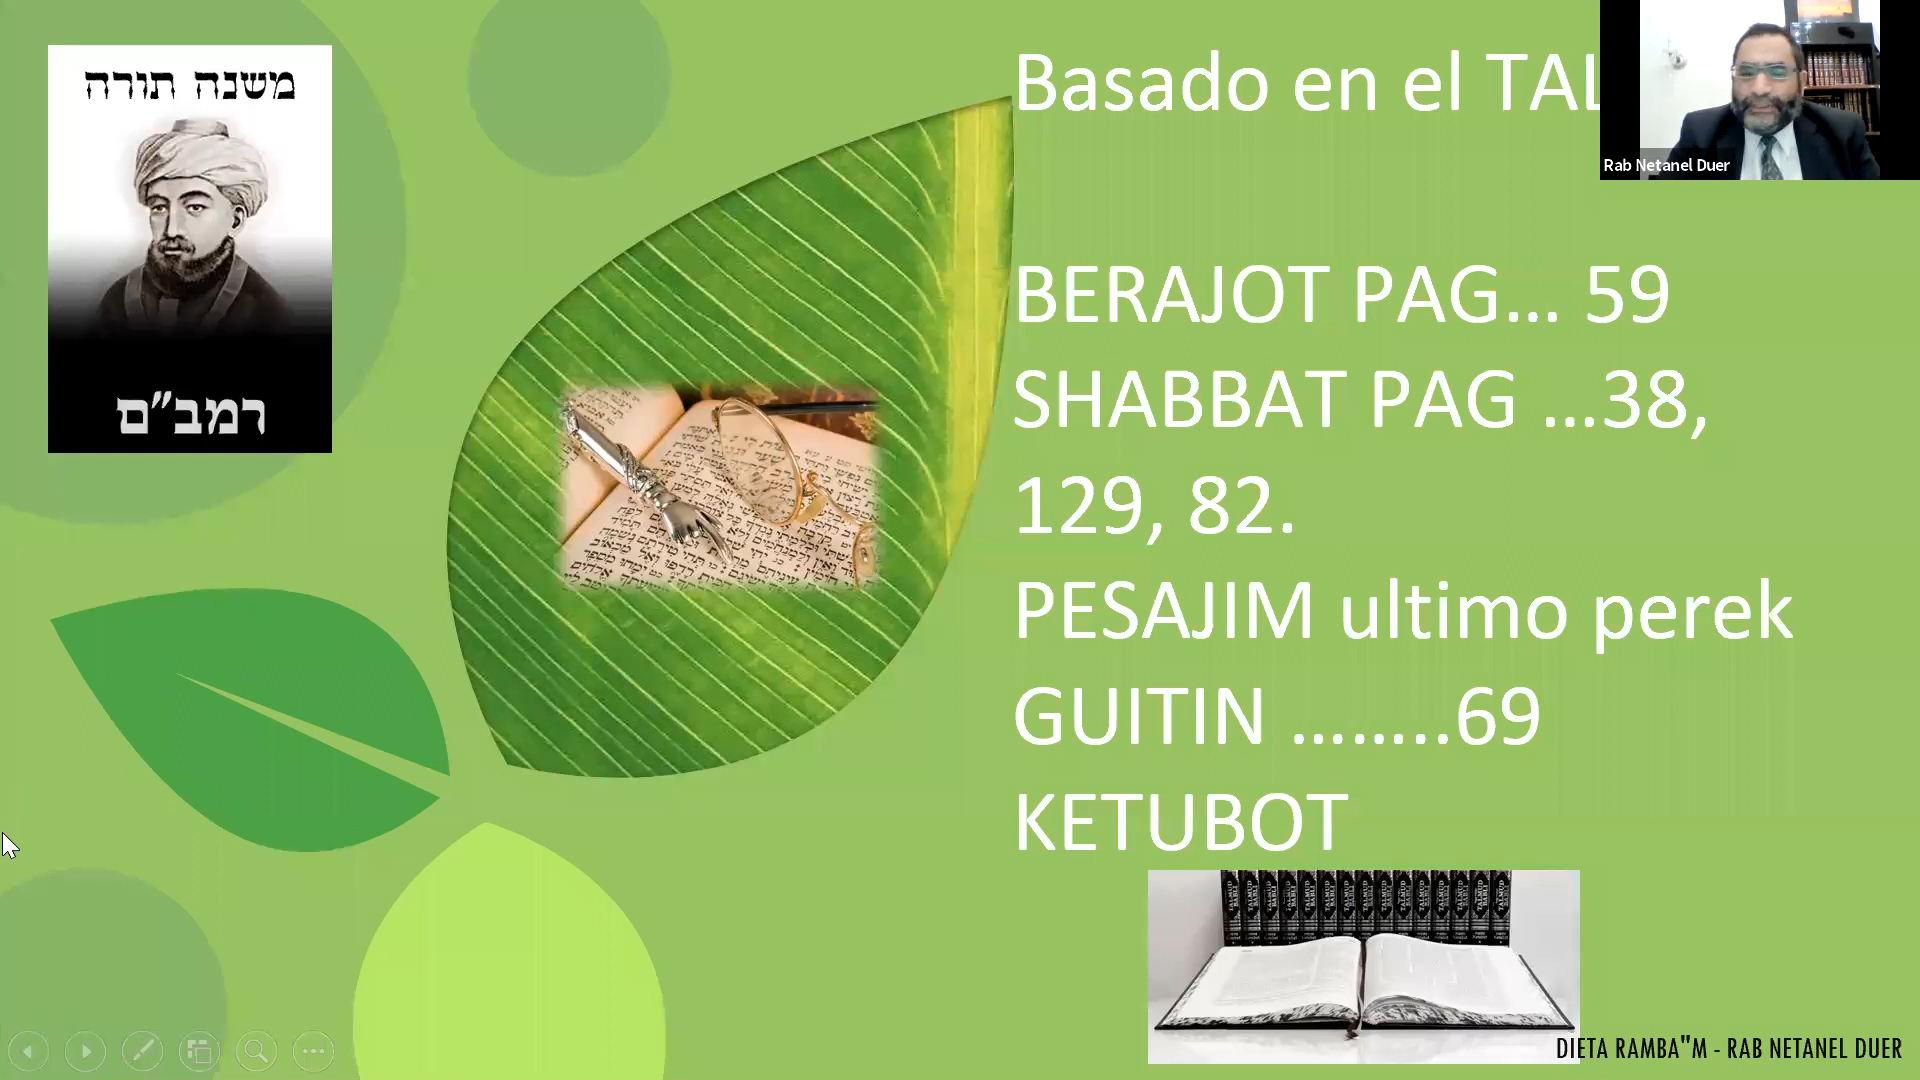 משנה תורה
רמב"ם
Basado en el TAL
Rab Netanel Duer
BERAJOT PAG... 59
SHABBAT PAG ...38,
129, 82.
PESAJIM ultimo perek
GUITIN ........69
KETUBOT
DIETA RAMBA"M - RAB NETANEL DUER